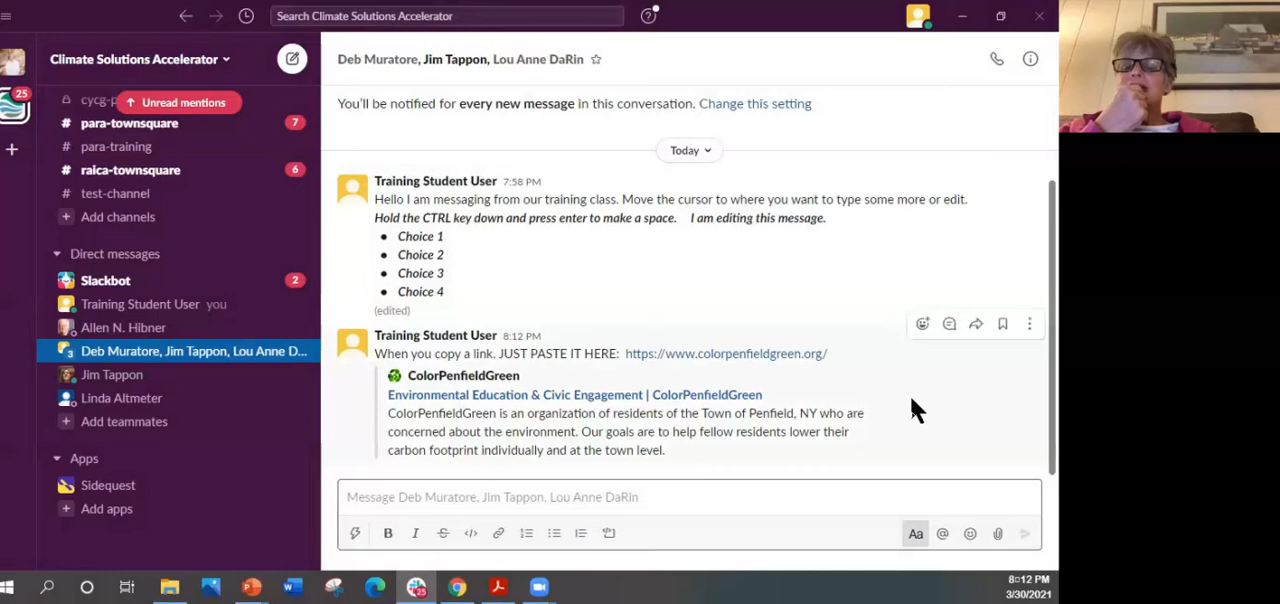 Search Climate Solutions Accelerator
Climate Solutions Accelerator
25
cycg-p
Unread mentions
# para-townsquare 7
# para-training
# raica-townsquare 6
# test-channel
Add channels
Direct messages
Slackbot 2
Training Student User you
Allen N. Hibner
3 Deb Muratore, Jim Tappon, Lou Anne D...
Jim Tappon
Linda Altmeter
Add teammates
Apps
Sidequest
Add apps
Deb Muratore, Jim Tappon, Lou Anne DaRin
You'll be notified for every new message in this conversation. Change this setting
Today
Training Student User 7:58 PM
Hello I am messaging from our training class. Move the cursor to where you want to type some more or edit.
Hold the CTRL key down and press enter to make a space. I am editing this message.
• Choice 1
• Choice 2
• Choice 3
• Choice 4
(edited)
Training Student User 8:12 PM
When you copy a link. JUST PASTE IT HERE: https://www.colorpenfieldgreen.org/
ColorPenfieldGreen
Environmental Education & Civic Engagement | ColorPenfieldGreen
ColorPenfieldGreen is an organization of residents of the Town of Penfield, NY who are
concerned about the environment. Our goals are to help fellow residents lower their
carbon footprint individually and at the town level.
Message Deb Muratore, Jim Tappon, Lou Anne DaRin
B I S </> Aa @
25
8:12 PM
3/30/2021